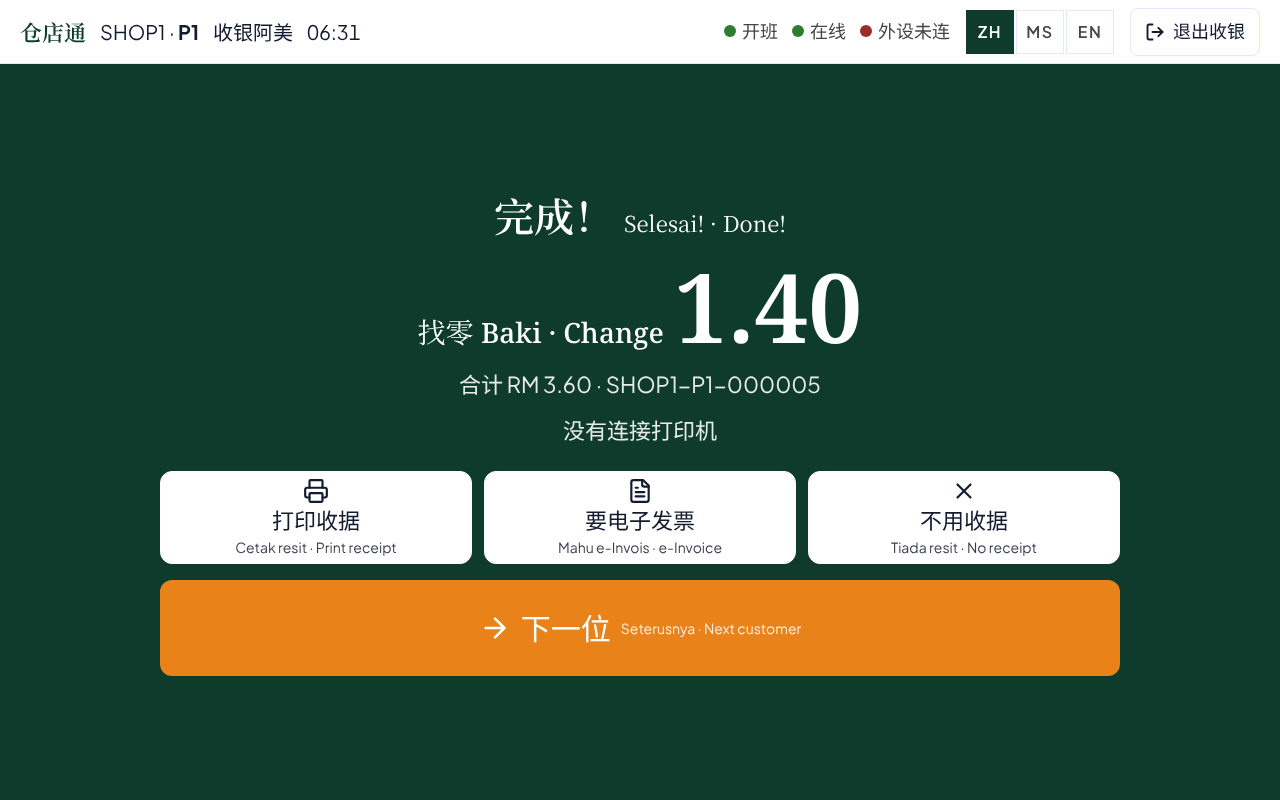 仓店通 SHOP1 · P1 收银阿美 06:31 开班 在线 外设未连 ZH MS EN 退出收银
完成！ Selesai! · Done!
找零 Baki · Change 1.40
合计 RM 3.60 · SHOP1–P1–000005
没有连接打印机
打印收据
Cetak resit · Print receipt
要电子发票
Mahu e-Invois · e-Invoice
不用收据
Tiada resit · No receipt
下一位 Seterusnya · Next customer